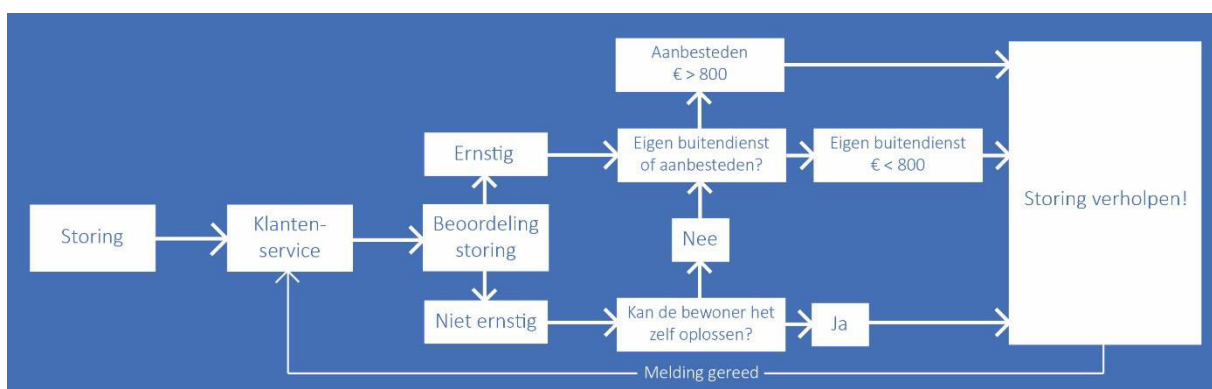 Storing
Klanten-
service
Beoordeling
storing
Ernstig
Niet ernstig
Aanbesteden
€ > 800
Eigen buitendienst
of aanbesteden?
Eigen buitendienst
€ < 800
Nee
Kan de bewoner het
zelf oplossen?
Ja
Storing verholpen!
Melding gereed